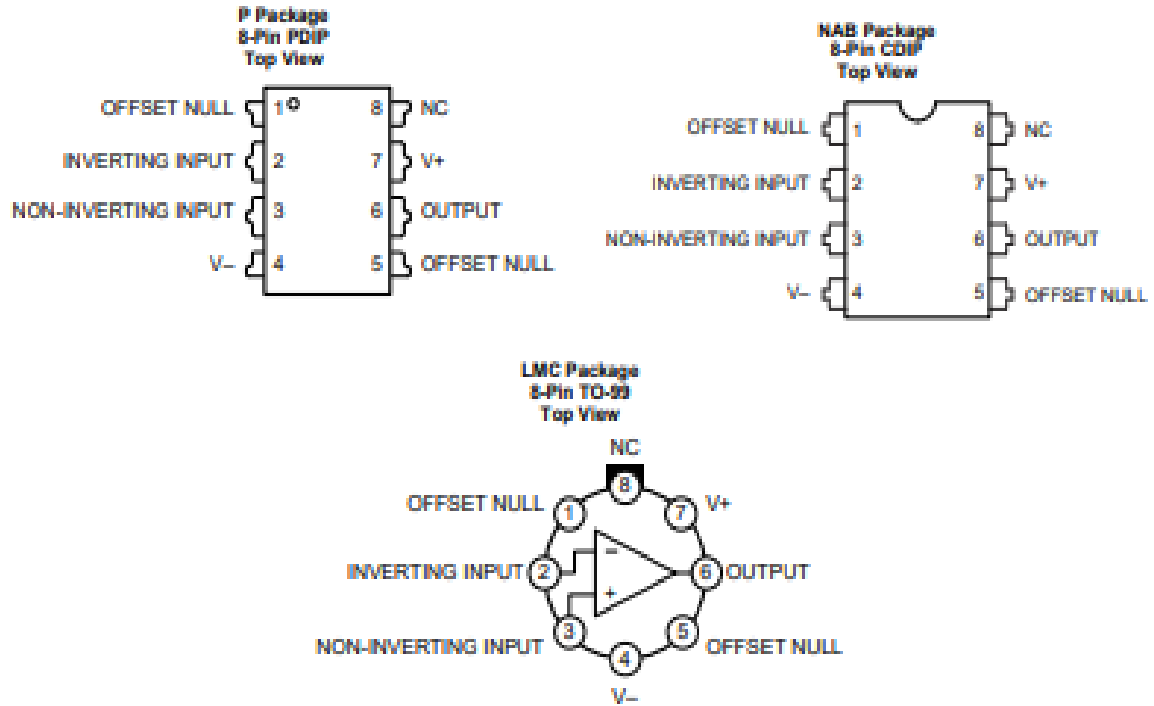 P Package
8-Pin PDIP
Top View
OFFSET NULL 1 8 NC
INVERTING INPUT 2 7 V+
NON-INVERTING INPUT 3 6 OUTPUT
V– 4 5 OFFSET NULL
NAB Package
8-Pin CDIP
Top View
OFFSET NULL 1 8 NC
INVERTING INPUT 2 7 V+
NON-INVERTING INPUT 3 6 OUTPUT
V– 4 5 OFFSET NULL
LMC Package
8-Pin TO-99
Top View
NC
8
OFFSET NULL 1 7 V+
– 
INVERTING INPUT 2 6 OUTPUT
+
NON-INVERTING INPUT 3 5 OFFSET NULL
4
V–